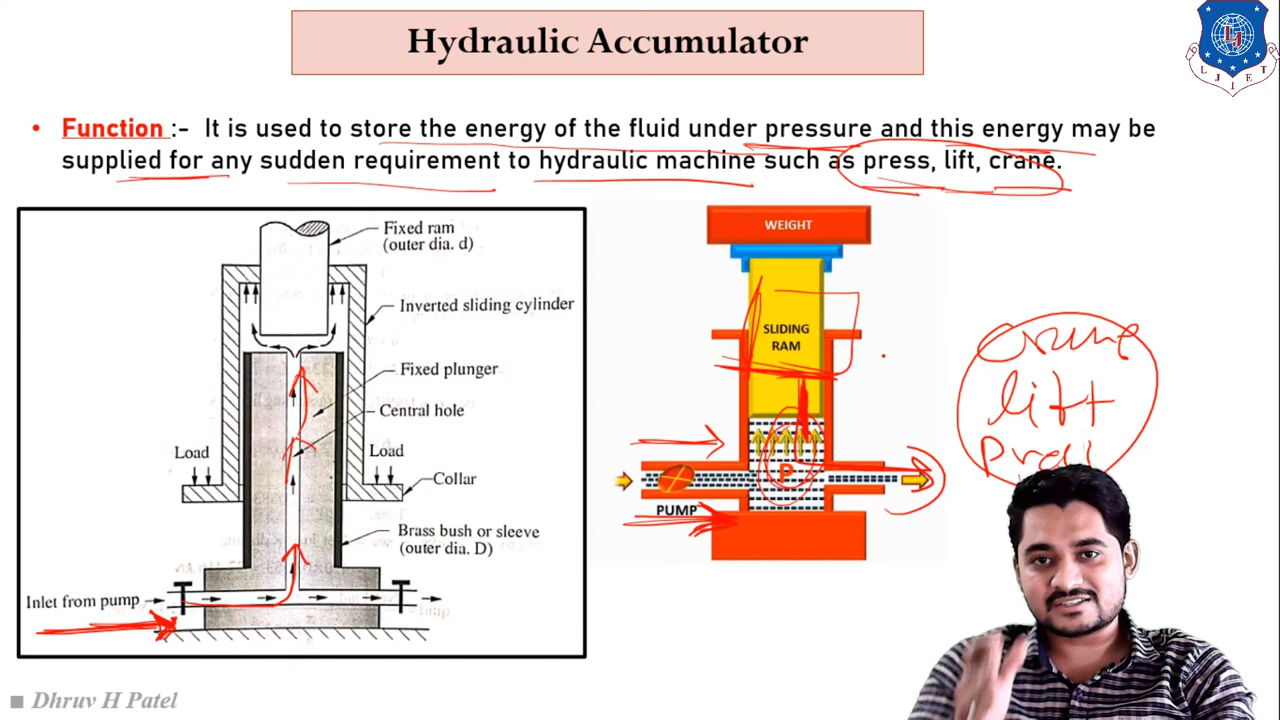 Hydraulic Accumulator
L J I E T
• Function :- It is used to store the energy of the fluid under pressure and this energy may be
supplied for any sudden requirement to hydraulic machine such as press, lift, crane.
Fixed ram
(outer dia. d)
Inverted sliding cylinder
Fixed plunger
Central hole
Load
Load
Collar
Brass bush or sleeve
(outer dia. D)
Inlet from pump
WEIGHT
SLIDING
RAM
P
PUMP
crane
lift
Dhruv H Patel